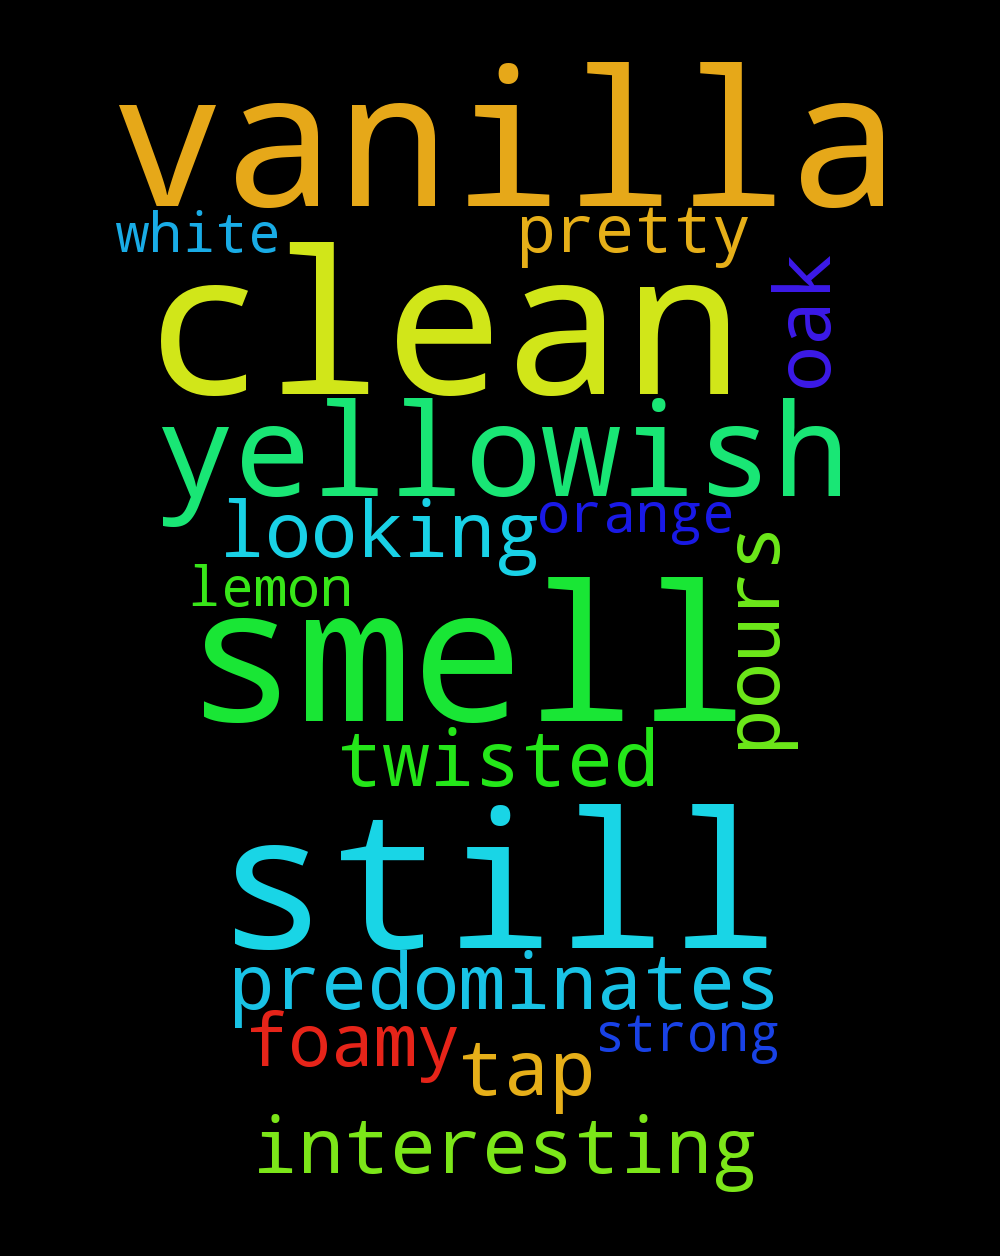 vanilla
white
pretty
clean
oak
yellowish
looking
orange
lemon
pours
smell
twisted
still
predominates
foamy
strong
tap
interesting